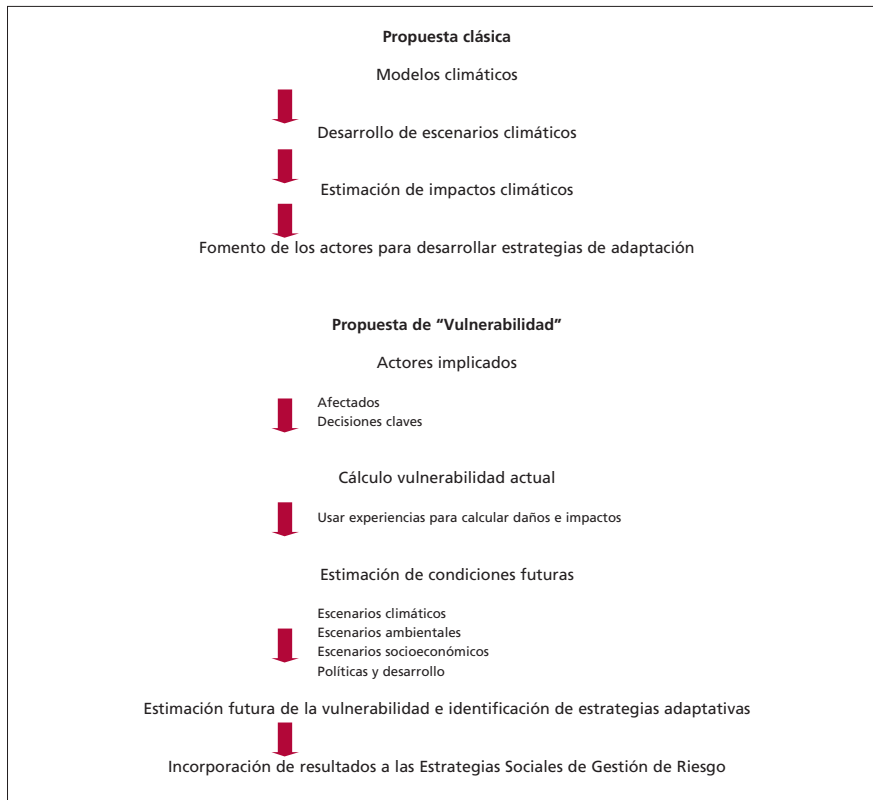 Propuesta clásica
Modelos climáticos
Desarrollo de escenarios climáticos
Estimación de impactos climáticos
Fomento de los actores para desarrollar estrategias de adaptación
Propuesta de “Vulnerabilidad”
Actores implicados
Afectados
Decisiones claves
Cálculo vulnerabilidad actual
Usar experiencias para calcular daños e impactos
Estimación de condiciones futuras
Escenarios climáticos
Escenarios ambientales
Escenarios socioeconómicos
Políticas y desarrollo
Estimación futura de la vulnerabilidad e identificación de estrategias adaptativas
Incorporación de resultados a las Estrategias Sociales de Gestión de Riesgo